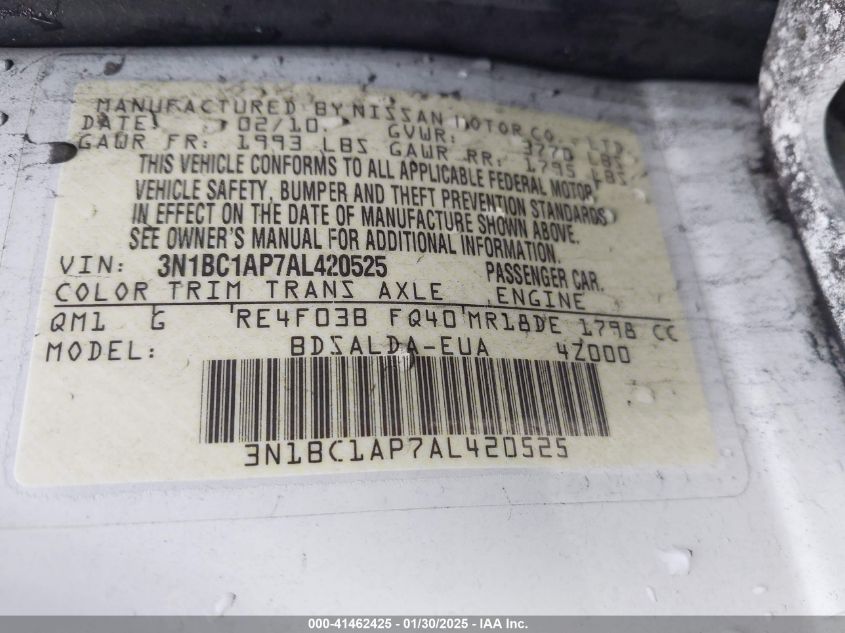 MANUFACTURED BY NISSAN MOTOR CO., LTD.
DATE: 02/10 GVWR: 3770 LBS
GAWR FR: 1993 LBS GAWR RR: 1795 LBS
THIS VEHICLE CONFORMS TO ALL APPLICABLE FEDERAL MOTOR
VEHICLE SAFETY, BUMPER AND THEFT PREVENTION STANDARDS
IN EFFECT ON THE DATE OF MANUFACTURE SHOWN ABOVE.
SEE OWNER'S MANUAL FOR ADDITIONAL INFORMATION.
VIN: 3N1BC1AP7AL420525 PASSENGER CAR.
COLOR TRIM TRANS AXLE ENGINE
QM1 G RE4F03B FQ40 MR18DE 1798 CC
MODEL: BDSALDA-EUA 4Z000
3N1BC1AP7AL420525
000-41462425 - 01/30/2025 - IAA Inc.